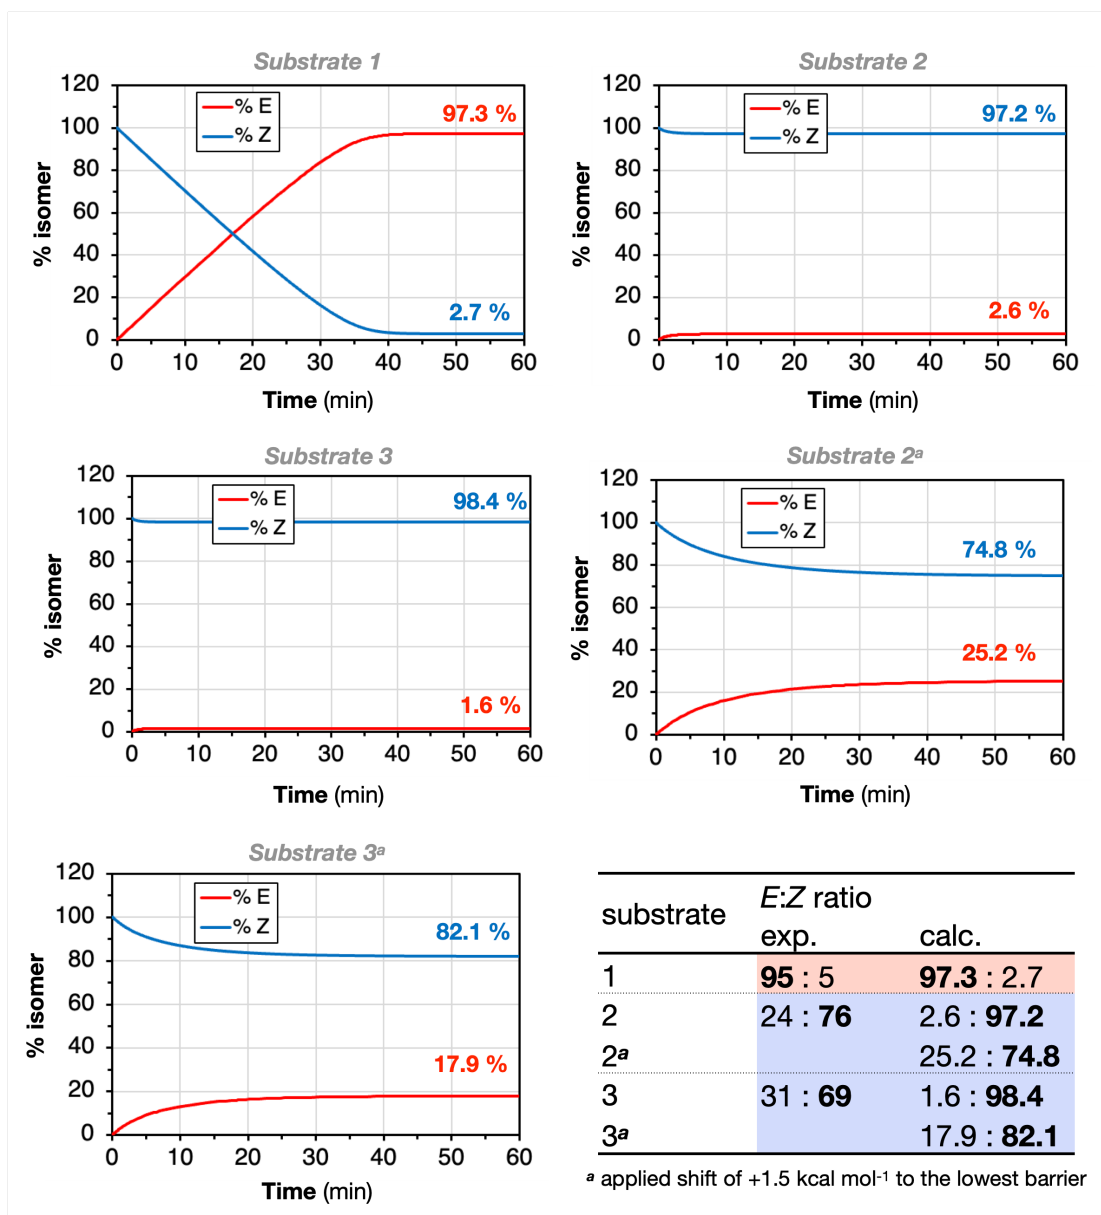 Substrate 1
120
100
80
60
40
20
0
% isomer
% E
% Z
97.3 %
2.7 %
0 10 20 30 40 50 60
Time (min)
Substrate 2
120
100
80
60
40
20
0
% isomer
% E
% Z
97.2 %
2.6 %
0 10 20 30 40 50 60
Time (min)
Substrate 3
120
100
80
60
40
20
0
% isomer
% E
% Z
98.4 %
1.6 %
0 10 20 30 40 50 60
Time (min)
Substrate 2ᵃ
120
100
80
60
40
20
0
% isomer
% E
% Z
74.8 %
25.2 %
0 10 20 30 40 50 60
Time (min)
Substrate 3ᵃ
120
100
80
60
40
20
0
% isomer
% E
% Z
82.1 %
17.9 %
0 10 20 30 40 50 60
Time (min)
substrate E:Z ratio
exp. calc.
1 95 : 5 97.3 : 2.7
2 24 : 76 2.6 : 97.2
2ᵃ 25.2 : 74.8
3 31 : 69 1.6 : 98.4
3ᵃ 17.9 : 82.1
ᵃ applied shift of +1.5 kcal mol⁻¹ to the lowest barrier